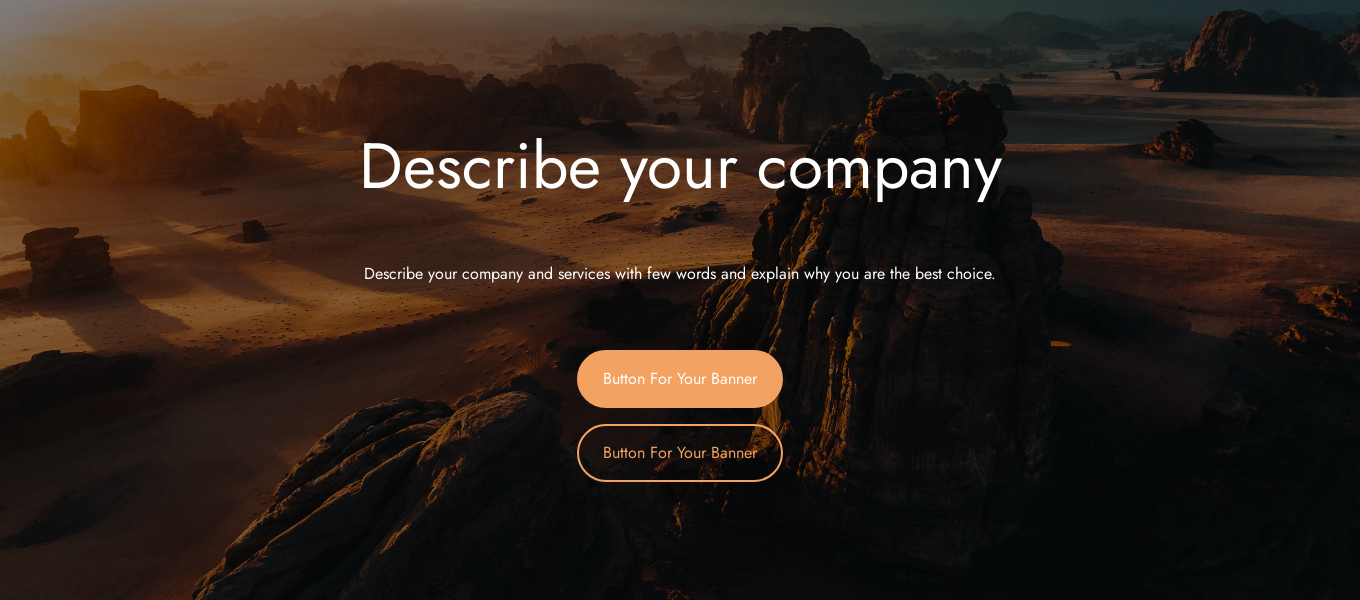 Describe your company
Describe your company and services with few words and explain why you are the best choice.
Button For Your Banner
Button For Your Banner